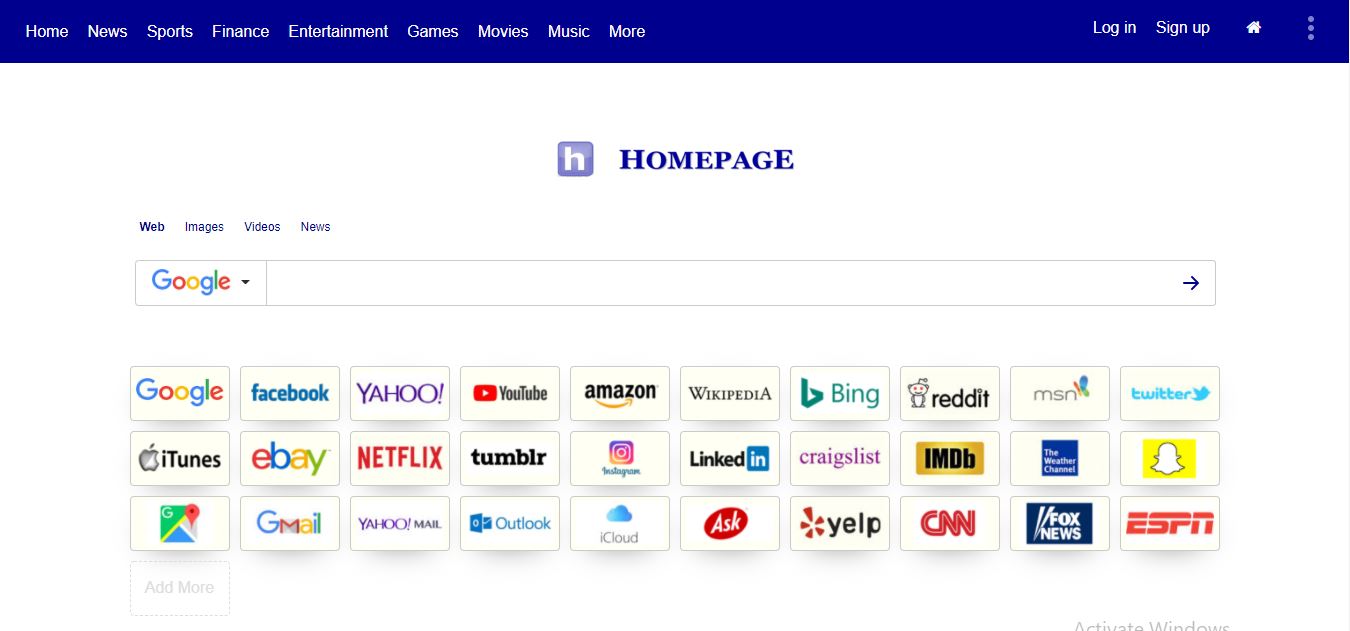 Home News Sports Finance Entertainment Games Movies Music More Log in Sign up
h HOMEPAGE
Web Images Videos News
Google
Google facebook YAHOO! YouTube amazon WIKIPEDIA Bing reddit msn twitter
iTunes ebay NETFLIX tumblr Instagram LinkedIn craigslist IMDb The Weather Channel
G Gmail YAHOO! MAIL Outlook iCloud Ask yelp CNN FOX NEWS ESPN
Add More
Activate Windows